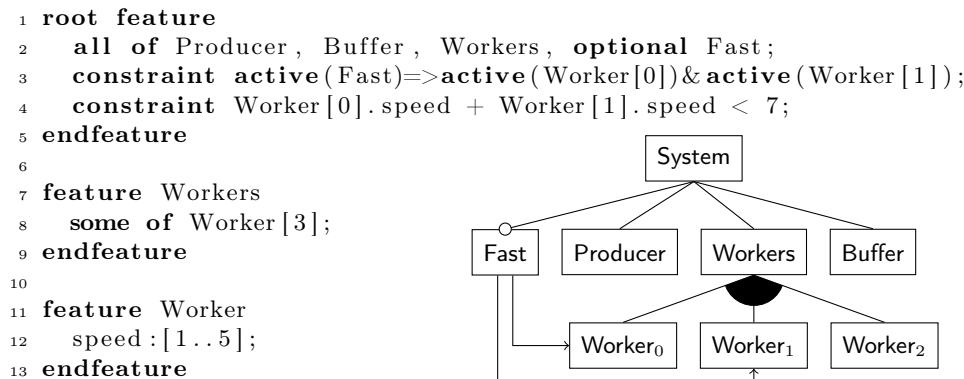 1 root feature
2 all of Producer, Buffer, Workers, optional Fast;
3 constraint active(Fast)=>active(Worker[0])&active(Worker[1]);
4 constraint Worker[0].speed + Worker[1].speed < 7;
5 endfeature
6
7 feature Workers
8 some of Worker[3];
9 endfeature
10
11 feature Worker
12 speed:[1..5];
13 endfeature
System
Fast Producer Workers Buffer
Worker₀ Worker₁ Worker₂